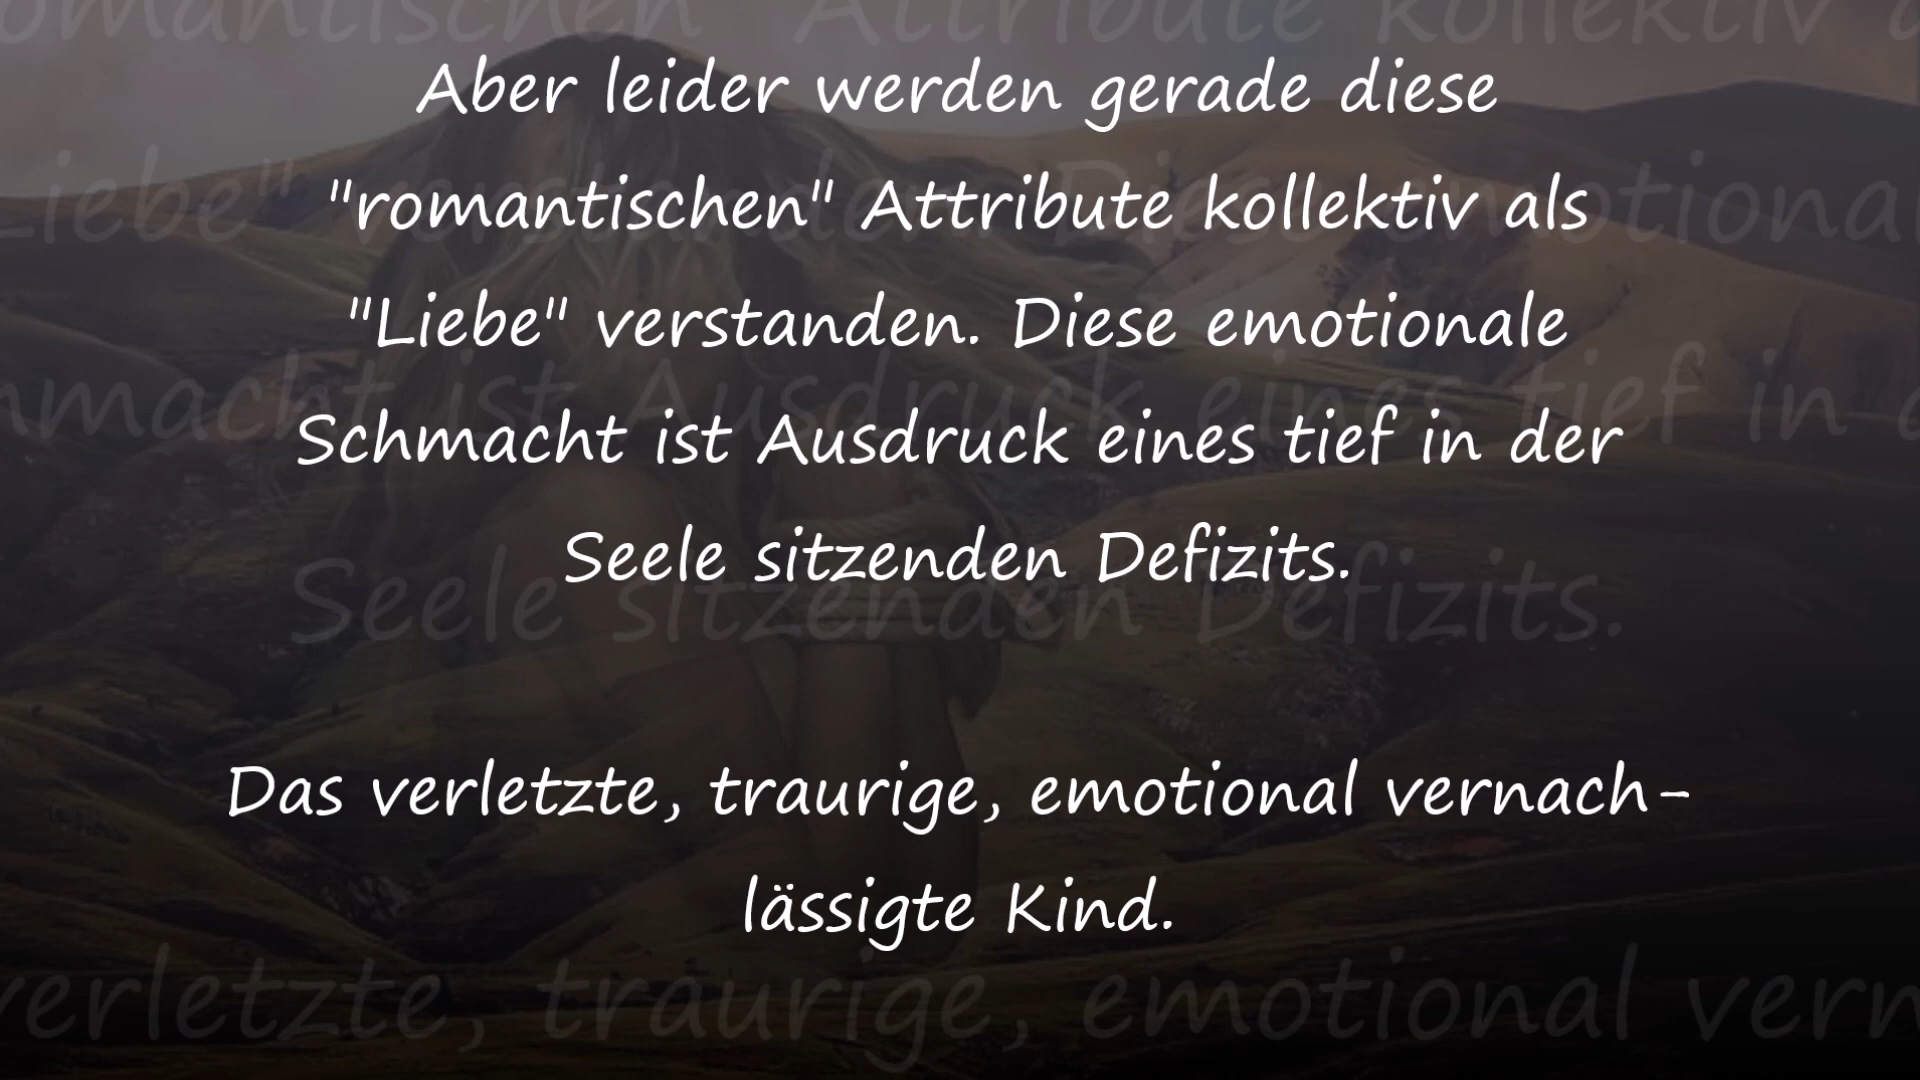 Aber leider werden gerade diese
"romantischen" Attribute kollektiv als
"Liebe" verstanden. Diese emotionale
Schmacht ist Ausdruck eines tief in der
Seele sitzenden Defizits.
Das verletzte, traurige, emotional vernach-
lässigte Kind.